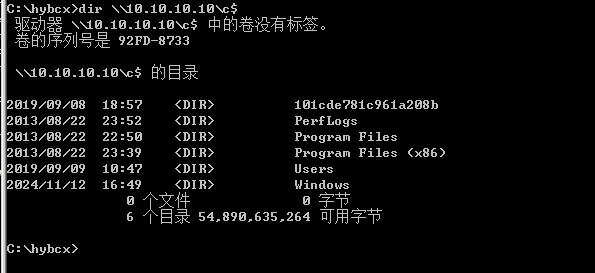 C:\hybcx>dir \\10.10.10.10\c$
驱动器 \\10.10.10.10\c$ 中的卷没有标签。
卷的序列号是 92FD-8733
\\10.10.10.10\c$ 的目录
2019/09/08  18:57    <DIR>          101cde781c961a208b
2013/08/22  23:52    <DIR>          PerfLogs
2013/08/22  22:50    <DIR>          Program Files
2013/08/22  23:39    <DIR>          Program Files (x86)
2019/09/09  10:47    <DIR>          Users
2024/11/12  16:49    <DIR>          Windows
0 个文件              0 字节
6 个目录 54,890,635,264 可用字节
C:\hybcx>